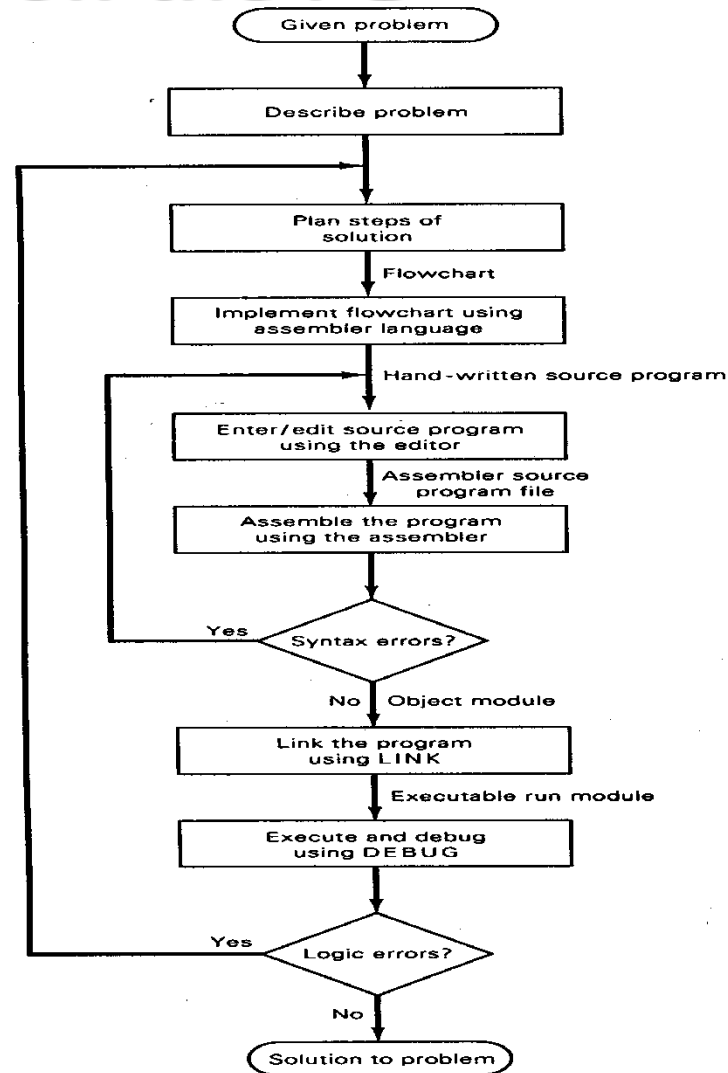 Given problem
Describe problem
Plan steps of
solution
Flowchart
Implement flowchart using
assembler language
Hand-written source program
Enter/edit source program
using the editor
Assembler source
program file
Assemble the program
using the assembler
Yes
Syntax errors?
No
Object module
Link the program
using LINK
Executable run module
Execute and debug
using DEBUG
Yes
Logic errors?
No
Solution to problem